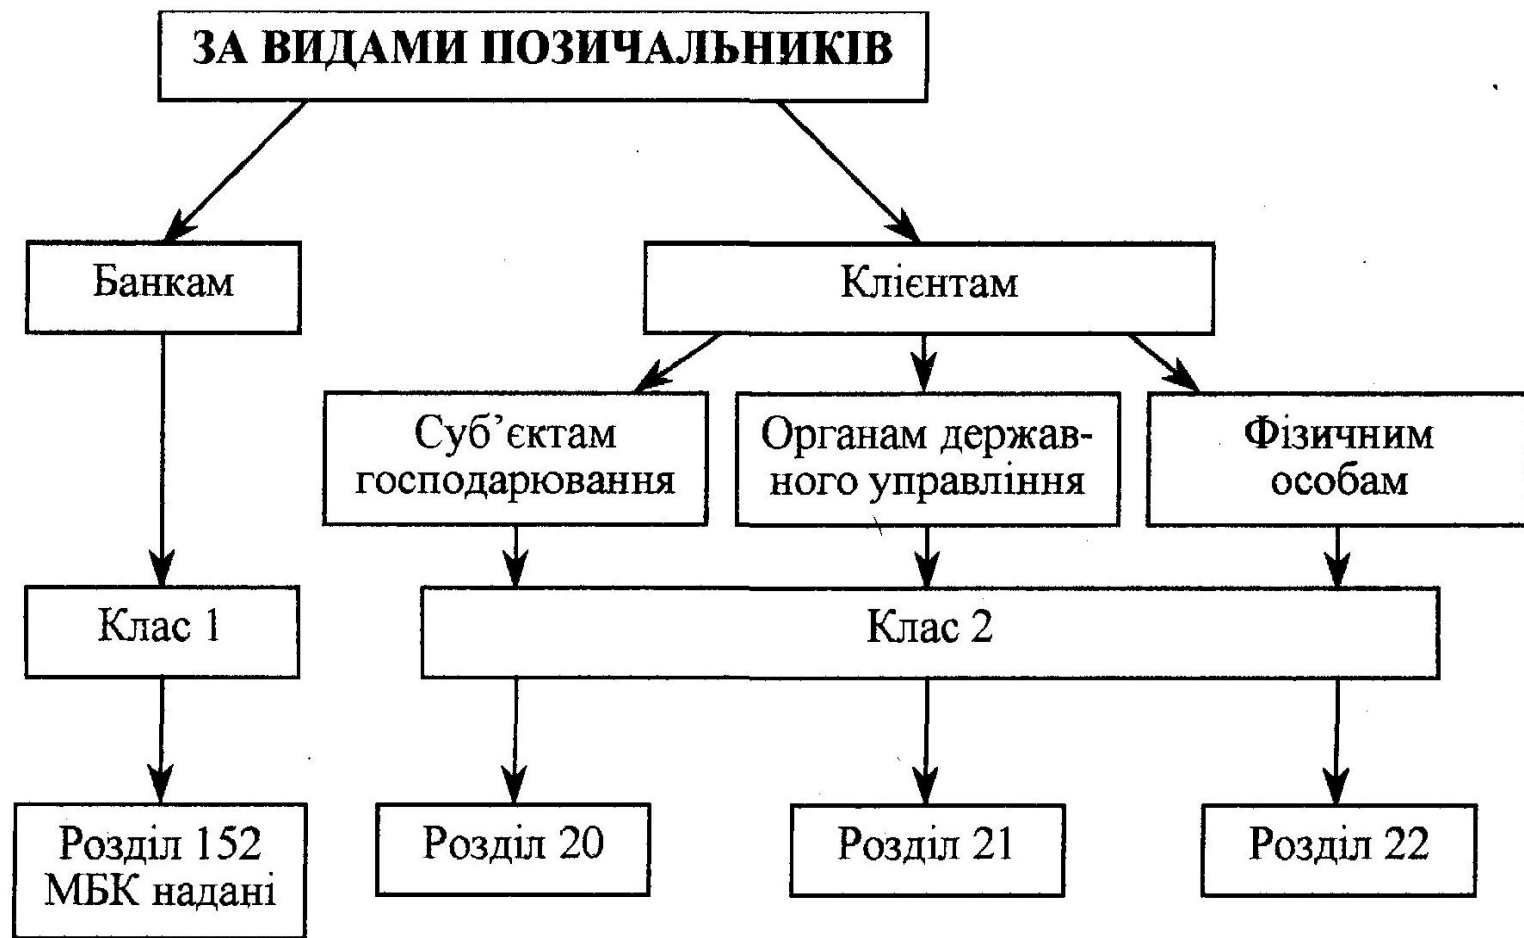 ЗА ВИДАМИ ПОЗИЧАЛЬНИКІВ
Банкам
Клієнтам
Суб’єктам
господарювання
Органам держав-
ного управління
Фізичним
особам
Клас 1
Клас 2
Розділ 152
МБК надані
Розділ 20
Розділ 21
Розділ 22